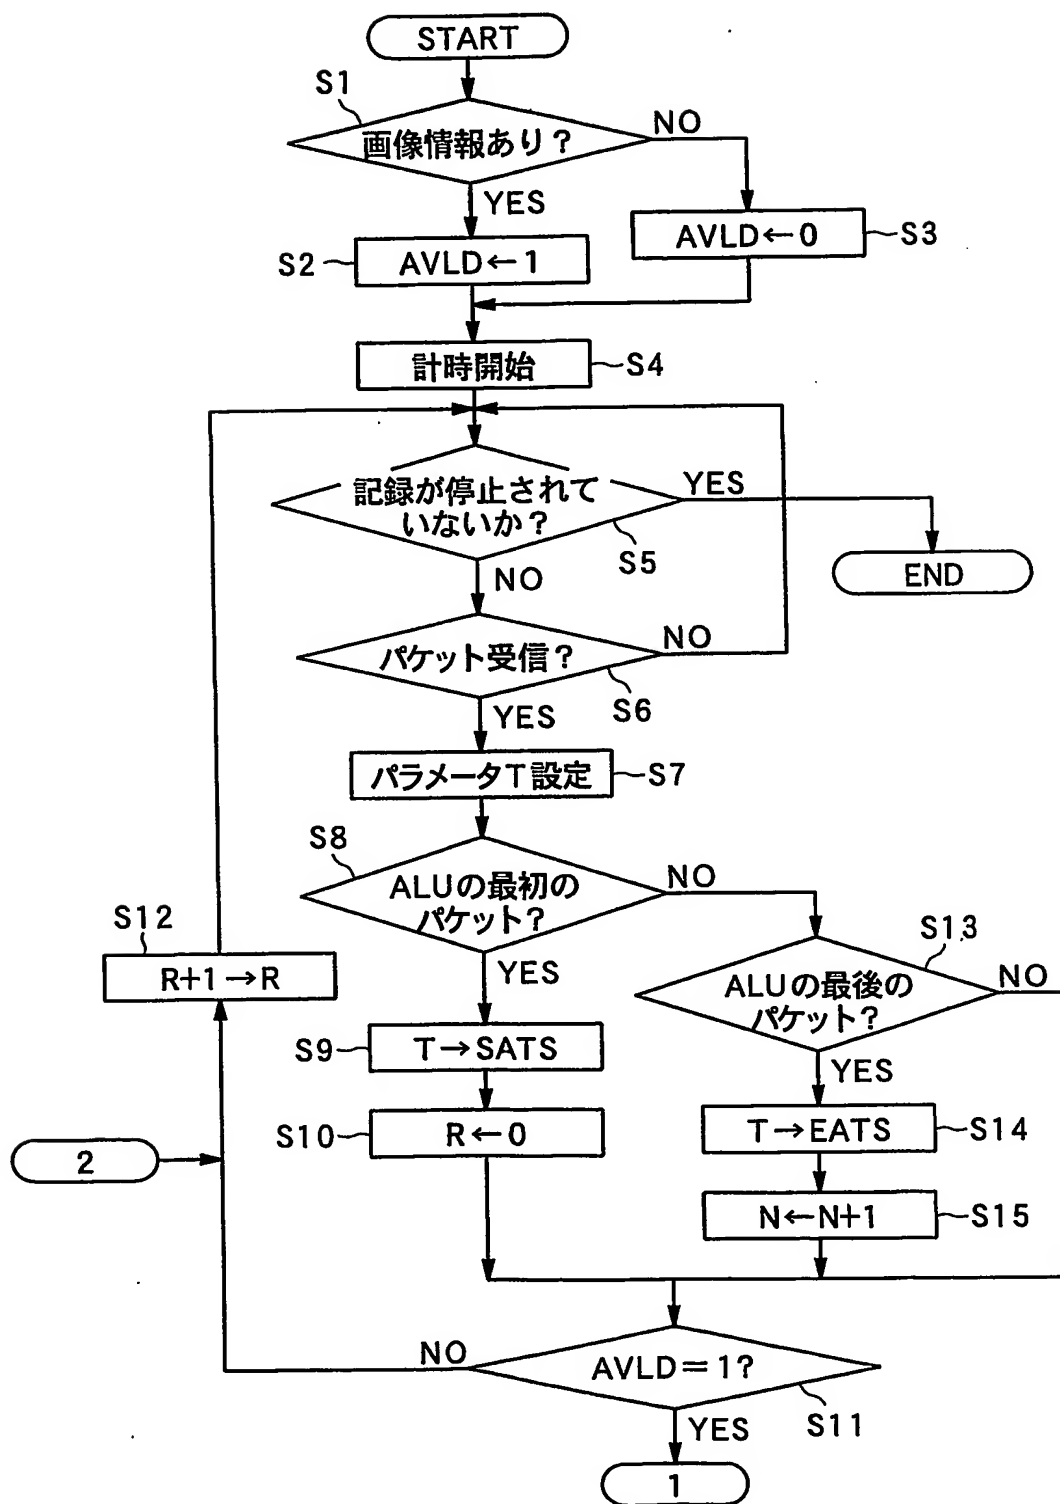 START
S1
画像情報あり?
NO
YES
S2
AVLD←1
AVLD←0
S3
計時開始
S4
記録が停止されて
いないか?
YES
S5
NO
END
パケット受信?
NO
S6
YES
パラメータT設定
S7
S8
ALUの最初の
パケット?
NO
YES
S12
R+1→R
S13
ALUの最後の
パケット?
NO
YES
S9
T→SATS
S10
R←0
T→EATS
S14
N←N+1
S15
2
NO
AVLD=1?
S11
YES
1